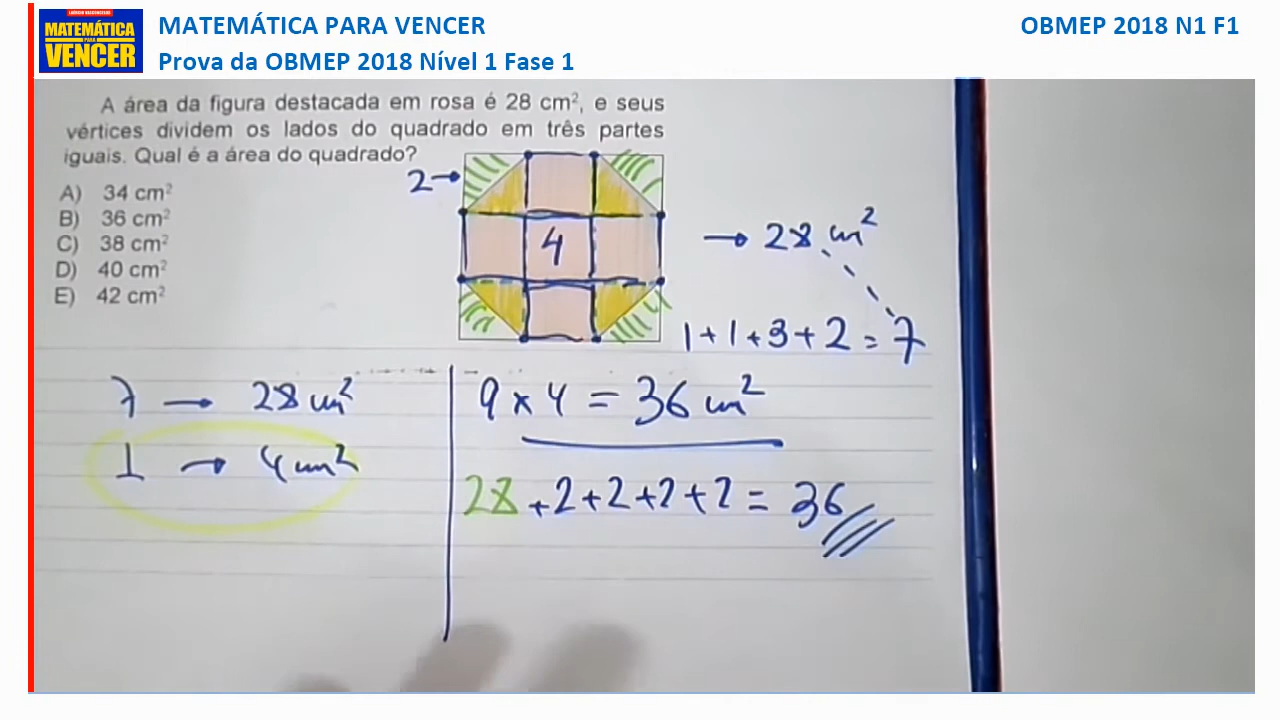 MATEMÁTICA
PARA
VENCER
MATEMÁTICA PARA VENCER
OBMEP 2018 N1 F1
Prova da OBMEP 2018 Nível 1 Fase 1
A área da figura destacada em rosa é 28 cm², e seus
vértices dividem os lados do quadrado em três partes
iguais. Qual é a área do quadrado?
A) 34 cm²
B) 36 cm²
C) 38 cm²
D) 40 cm²
E) 42 cm²
2→
4
→ 28 cm²
1+1+3+2=7
7 → 28 cm²
1 → 4 cm²
9 × 4 = 36 cm²
28+2+2+2+2=36